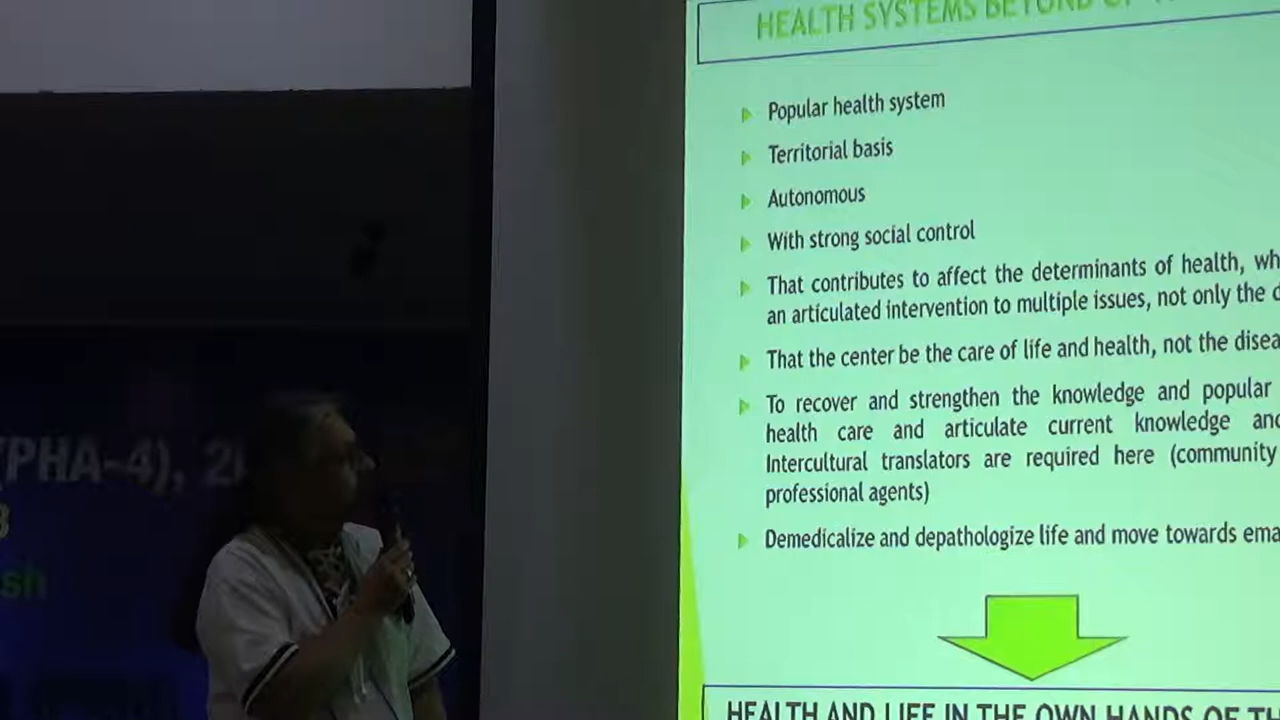 HEALTH SYSTEMS BEYOND
Popular health system
Territorial basis
Autonomous
With strong social control
That contributes to affect the determinants of health, wh
an articulated intervention to multiple issues, not only the d
That the center be the care of life and health, not the disea
To recover and strengthen the knowledge and popular
health care and articulate current knowledge and
Intercultural translators are required here (community
professional agents)
Demedicalize and depathologize life and move towards ema
HEALTH AND LIFE IN THE OWN HANDS OF TH
(PHA-4), 2
sh